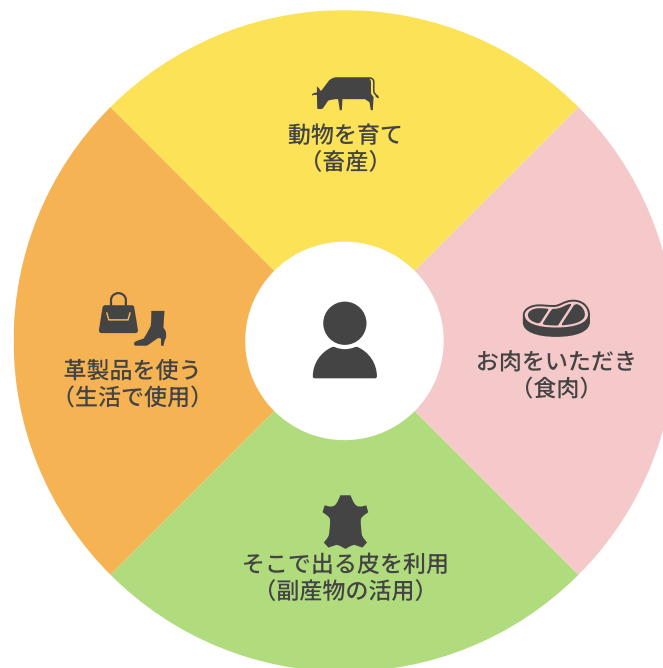 動物を育て
（畜産）
お肉をいただき
（食肉）
そこで出る皮を利用
（副産物の活用）
革製品を使う
（生活で使用）